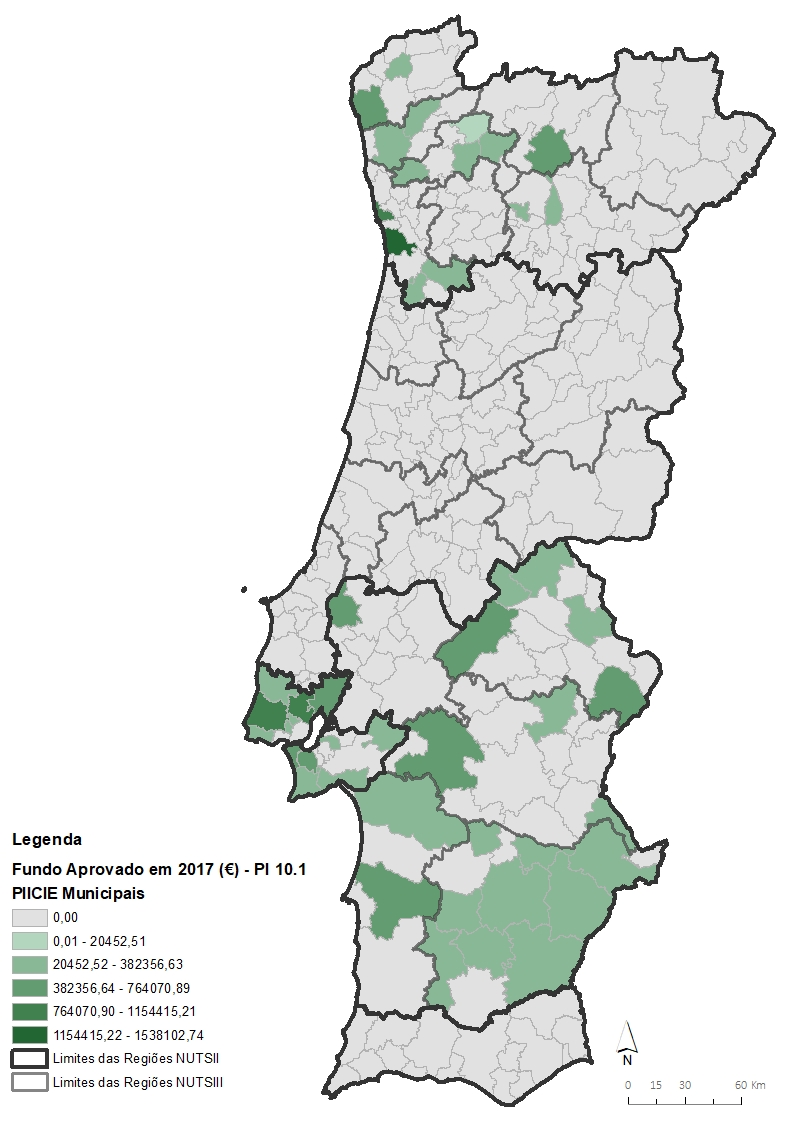 Legenda
Fundo Aprovado em 2017 (€) - PI 10.1
PIICIE Municipais
0,00
0,01 - 20452,51
20452,52 - 382356,63
382356,64 - 764070,89
764070,90 - 1154415,21
1154415,22 - 1538102,74
Limites das Regiões NUTSII
Limites das Regiões NUTSIII
N
0 15 30 60 Km